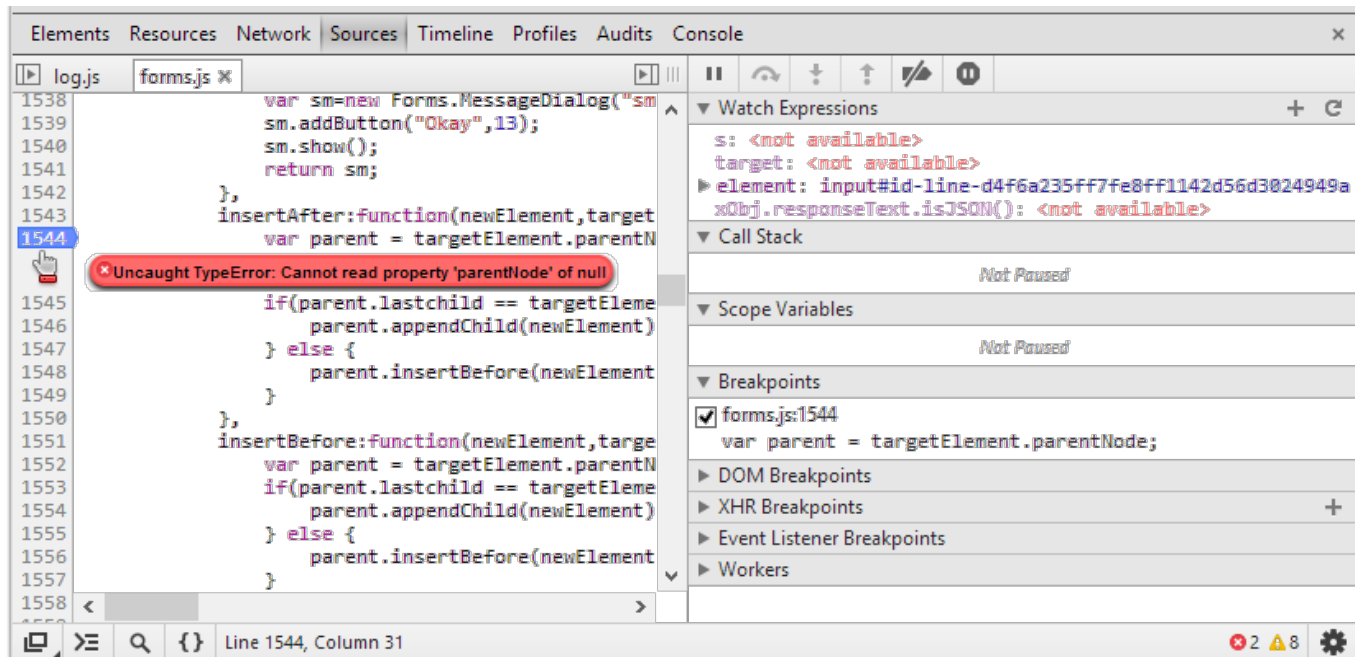 Elements Resources Network Sources Timeline Profiles Audits Console ×
log.js forms.js ×
1538 var sm=new Forms.MessageDialog("sm
1539 sm.addButton("Okay",13);
1540 sm.show();
1541 return sm;
1542 },
1543 insertAfter:function(newElement,target
1544 var parent = targetElement.parentN
Uncaught TypeError: Cannot read property 'parentNode' of null
1545 if(parent.lastchild == targetEleme
1546 parent.appendChild(newElement)
1547 } else {
1548 parent.insertBefore(newElement
1549 }
1550 },
1551 insertBefore:function(newElement,targe
1552 var parent = targetElement.parentN
1553 if(parent.lastchild == targetEleme
1554 parent.appendChild(newElement)
1555 } else {
1556 parent.insertBefore(newElement
1557 }
1558
Watch Expressions
s: <not available>
target: <not available>
element: input#id-line-d4f6a235ff7fe8ff1142d56d3024949a
xObj.responseText.isJSON(): <not available>
Call Stack
Not Paused
Scope Variables
Not Paused
Breakpoints
forms.js:1544
var parent = targetElement.parentNode;
DOM Breakpoints
XHR Breakpoints
Event Listener Breakpoints
Workers
{} Line 1544, Column 31 2 8